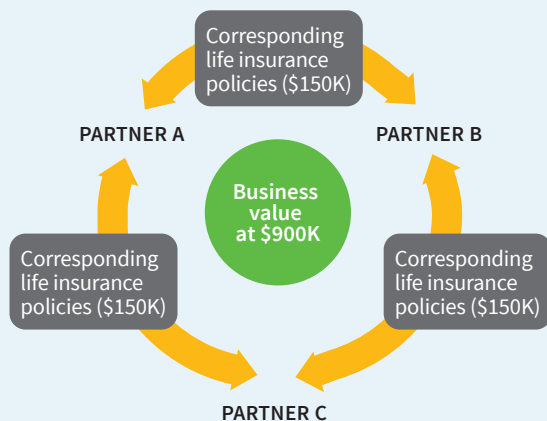 Corresponding
life insurance
policies ($150K)
PARTNER A
PARTNER B
Business
value
at $900K
Corresponding
life insurance
policies ($150K)
Corresponding
life insurance
policies ($150K)
PARTNER C